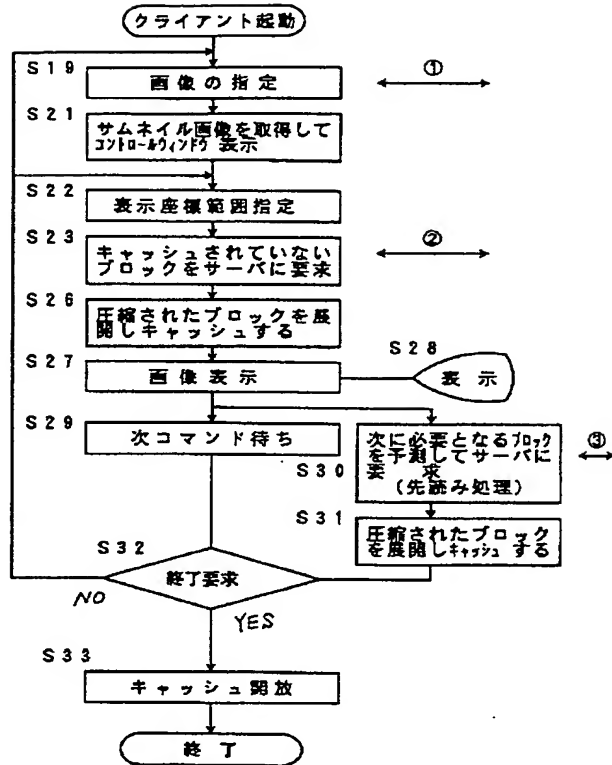 クライアント起動
S19
画像の指定
①
S21
サムネイル画像を取得して
コントロールウィンドウ 表示
S22
表示座標範囲指定
S23
キャッシュされていない
ブロックをサーバに要求
②
S26
圧縮されたブロックを展
開しキャッシュする
S27
画像表示
S28
表示
S29
次コマンド待ち
S30
次に必要となるブロック
を予測してサーバに
要 求
(先読み処理)
③
S31
圧縮されたブロック
を展開しキャッシュする
S32
終了要求
NO
YES
S33
キャッシュ開放
終了